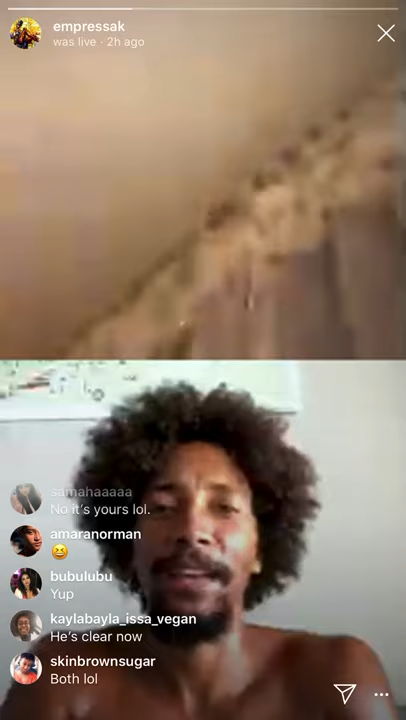 empressak
was live · 2h ago
samahaaaaa
No it's yours lol.
amaranorman
😆
bubulubu
Yup
kaylabayla_issa_vegan
He's clear now
skinbrownsugar
Both lol